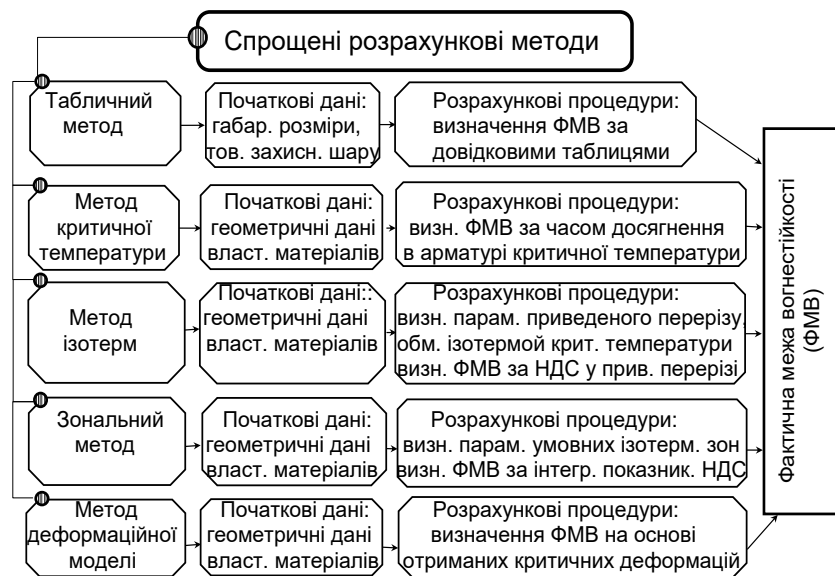 Спрощені розрахункові методи
Табличний
метод
Початкові дані:
габар. розміри,
тов. захисн. шару
Розрахункові процедури:
визначення ФМВ за
довідковими таблицями
Метод
критичної
температури
Початкові дані:
геометричні дані
власт. матеріалів
Розрахункові процедури:
визн. ФМВ за часом досягнення
в арматурі критичної температури
Метод
ізотерм
Початкові дані::
геометричні дані
власт. матеріалів
Розрахункові процедури:
визн. парам. приведеного перерізу,
обм. ізотермой крит. температури
визн. ФМВ за НДС у прив. перерізі
Зональний
метод
Початкові дані:
геометричні дані
власт. матеріалів
Розрахункові процедури:
визн. парам. умовних ізотерм. зон
визн. ФМВ за інтегр. показник. НДС
Метод
деформаційної
моделі
Початкові дані:
геометричні дані
власт. матеріалів
Розрахункові процедури:
визначення ФМВ на основі
отриманих критичних деформацій
Фактична межа вогнестійкості
(ФМВ)